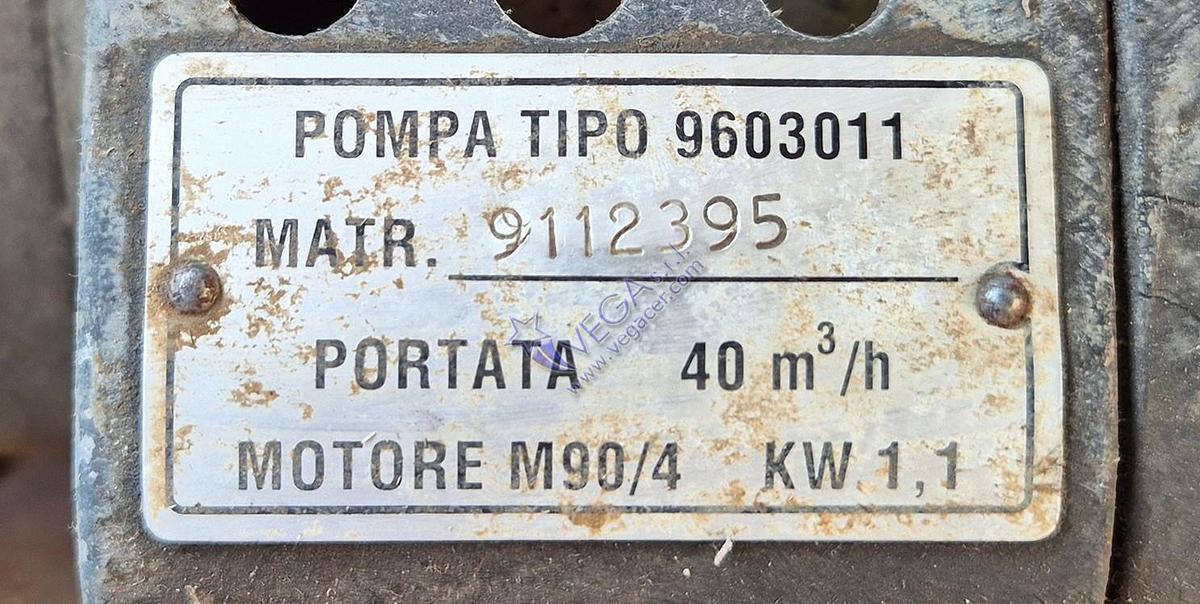 POMPA TIPO 9603011
MATR. 9112395
VEGA s.r.l.
www.vegacer.com
PORTATA 40 m³/h
MOTORE M90/4 KW 1,1